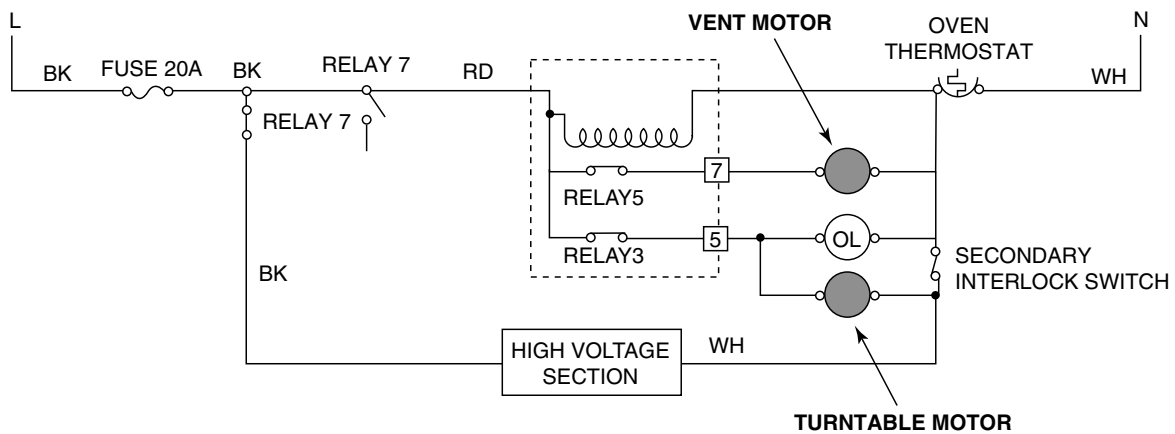 L
N
VENT MOTOR
OVEN
THERMOSTAT
BK
FUSE 20A
BK
RELAY 7
RD
WH
RELAY 7
7
RELAY5
5
OL
RELAY3
SECONDARY
INTERLOCK SWITCH
BK
HIGH VOLTAGE
SECTION
WH
TURNTABLE MOTOR